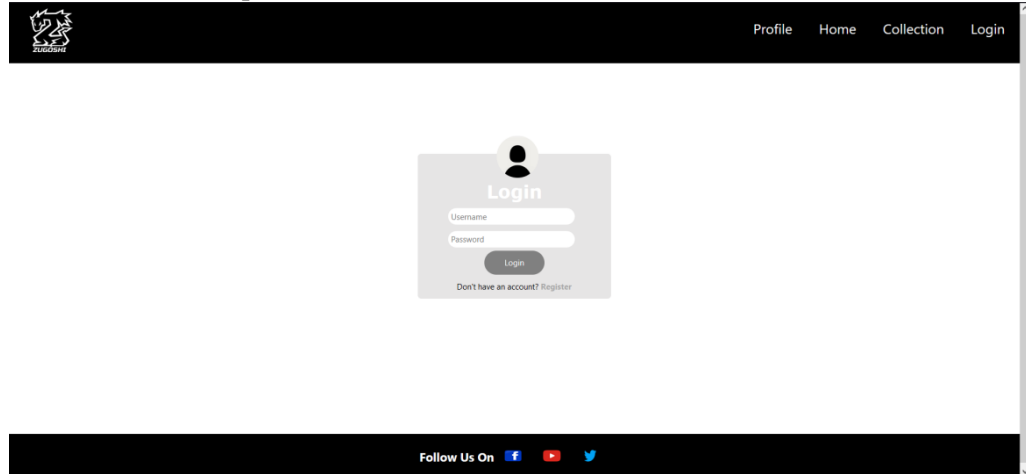 ZUGOSHI
Profile Home Collection Login
Login
Username
Password
Login
Don't have an account? Register
Follow Us On